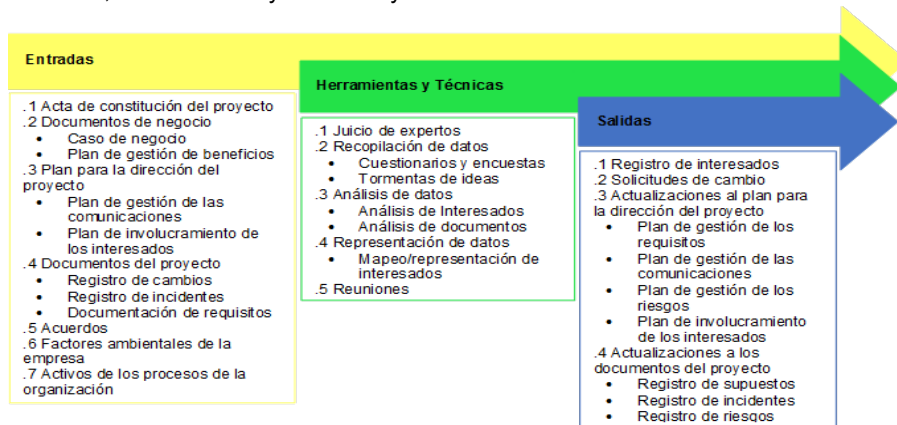 Entradas
.1 Acta de constitución del proyecto
.2 Documentos de negocio
• Caso de negocio
• Plan de gestión de beneficios
.3 Plan para la dirección del
proyecto
• Plan de gestión de las
comunicaciones
• Plan de involucramiento de
los interesados
.4 Documentos del proyecto
• Registro de cambios
• Registro de incidentes
• Documentación de requisitos
.5 Acuerdos
.6 Factores ambientales de la
empresa
.7 Activos de los procesos de la
organización
Herramientas y Técnicas
.1 Juicio de expertos
.2 Recopilación de datos
• Cuestionarios y encuestas
• Tormentas de ideas
.3 Análisis de datos
• Análisis de Interesados
• Análisis de documentos
.4 Representación de datos
• Mapeo/representación de
interesados
.5 Reuniones
Salidas
.1 Registro de interesados
.2 Solicitudes de cambio
.3 Actualizaciones al plan para
la dirección del proyecto
• Plan de gestión de los
requisitos
• Plan de gestión de las
comunicaciones
• Plan de gestión de los
riesgos
• Plan de involucramiento
de los interesados
.4 Actualizaciones a los
documentos del proyecto
• Registro de supuestos
• Registro de incidentes
• Registro de riesgos